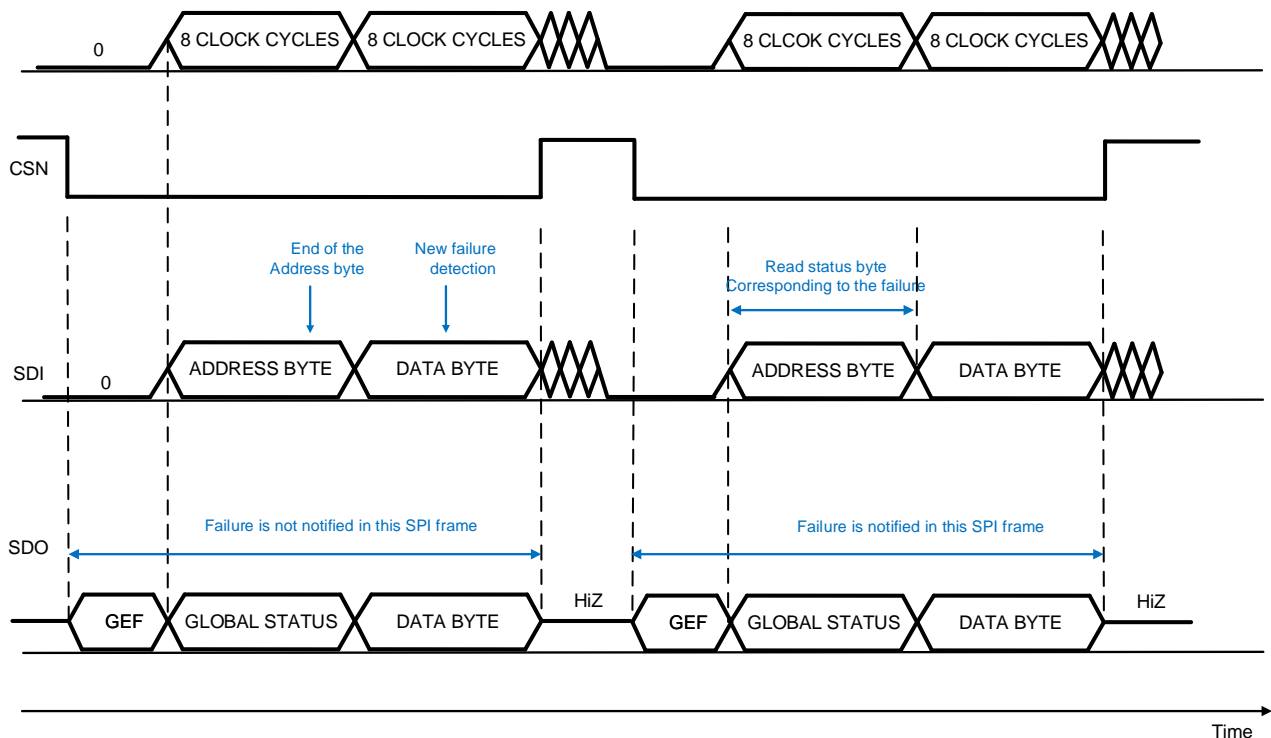 0
8 CLOCK CYCLES
8 CLOCK CYCLES
8 CLCOK CYCLES
8 CLOCK CYCLES
CSN
End of the
Address byte
New failure
detection
Read status byte
Corresponding to the failure
SDI
0
ADDRESS BYTE
DATA BYTE
ADDRESS BYTE
DATA BYTE
Failure is not notified in this SPI frame
Failure is notified in this SPI frame
SDO
GEF
GLOBAL STATUS
DATA BYTE
HiZ
GEF
GLOBAL STATUS
DATA BYTE
HiZ
Time